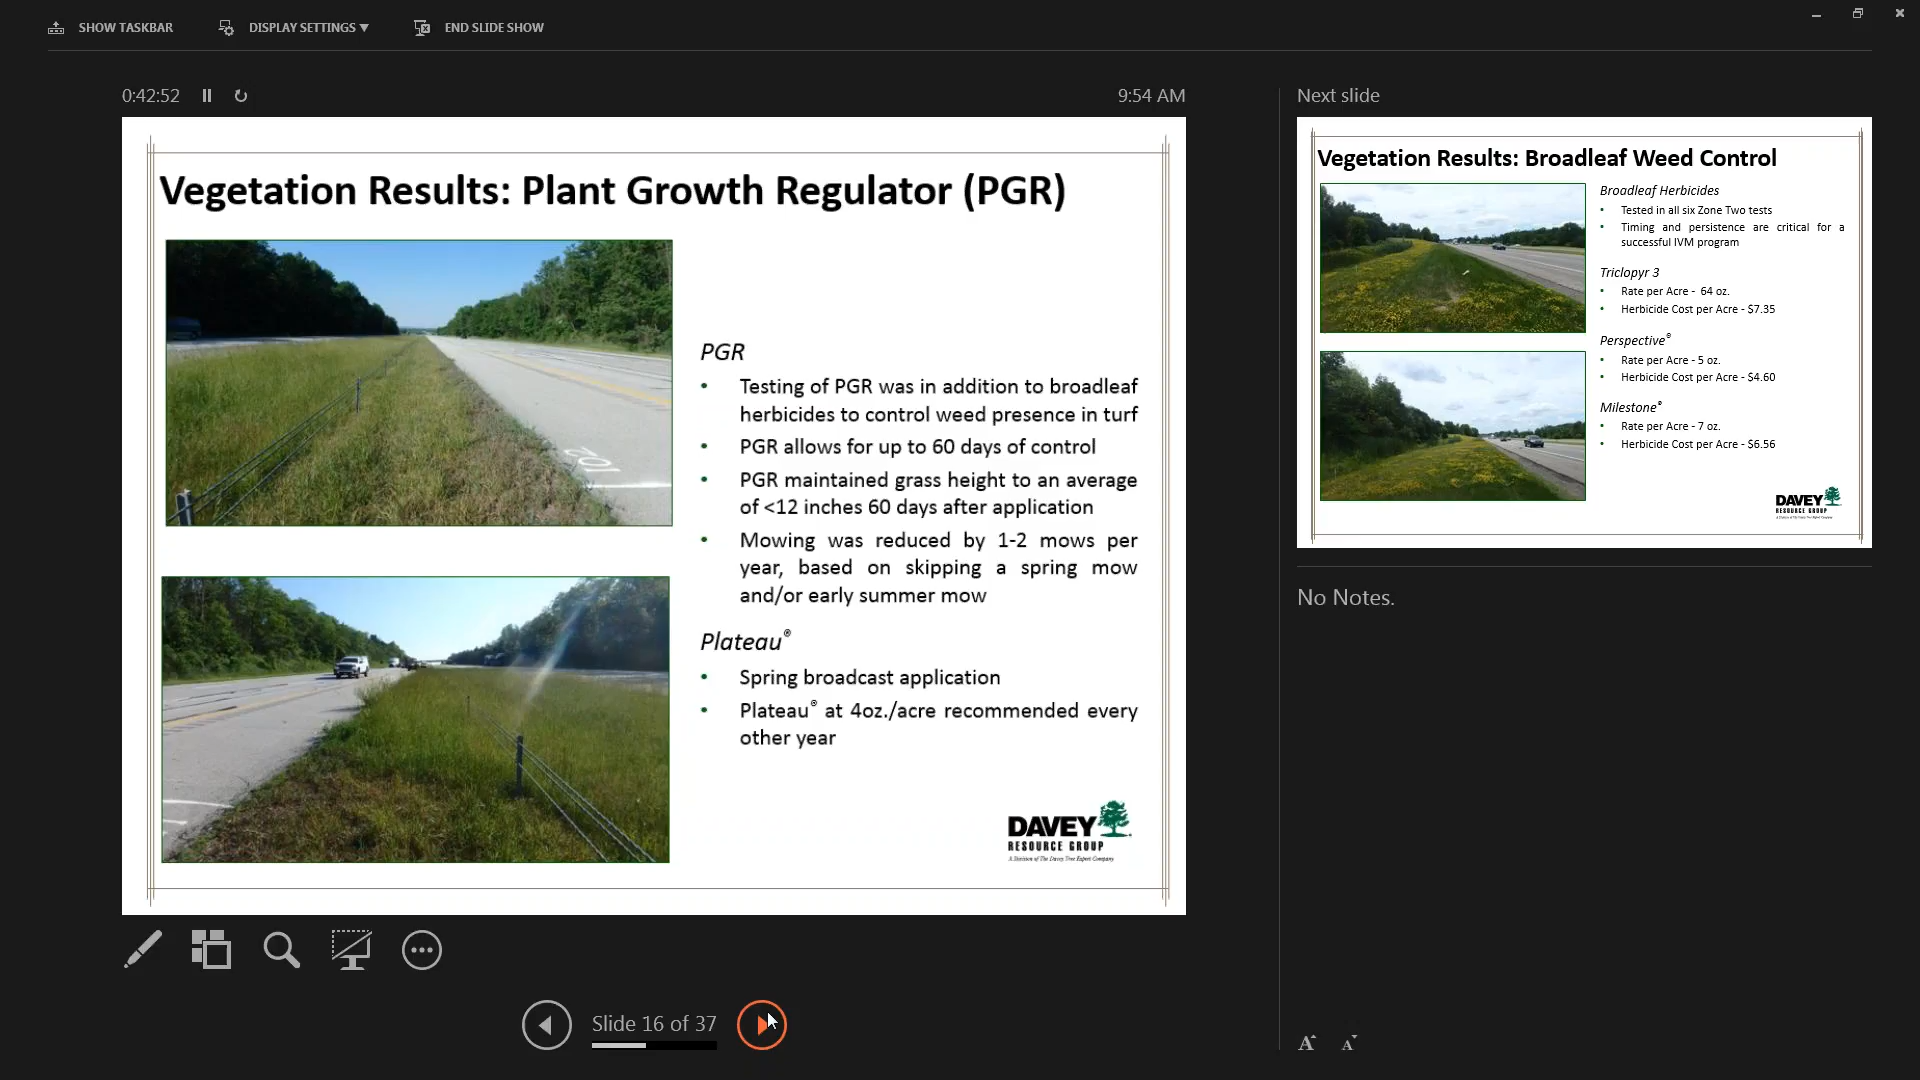 SHOW TASKBAR
DISPLAY SETTINGS ▼
END SLIDE SHOW
0:42:52
9:54 AM
Vegetation Results: Plant Growth Regulator (PGR)
102
PGR
• Testing of PGR was in addition to broadleaf
herbicides to control weed presence in turf
• PGR allows for up to 60 days of control
• PGR maintained grass height to an average
of <12 inches 60 days after application
• Mowing was reduced by 1-2 mows per
year, based on skipping a spring mow
and/or early summer mow
Plateau®
• Spring broadcast application
• Plateau® at 4oz./acre recommended every
other year
DAVEY
RESOURCE GROUP
A Division of The Davey Tree Expert Company
Slide 16 of 37
Next slide
Vegetation Results: Broadleaf Weed Control
Broadleaf Herbicides
• Tested in all six Zone Two tests
• Timing and persistence are critical for a
successful IVM program
Triclopyr 3
• Rate per Acre - 64 oz.
• Herbicide Cost per Acre - $7.35
Perspective®
• Rate per Acre - 5 oz.
• Herbicide Cost per Acre - $4.60
Milestone®
• Rate per Acre - 7 oz.
• Herbicide Cost per Acre - $6.56
DAVEY
RESOURCE GROUP
A Division of The Davey Tree Expert Company
No Notes.
A A